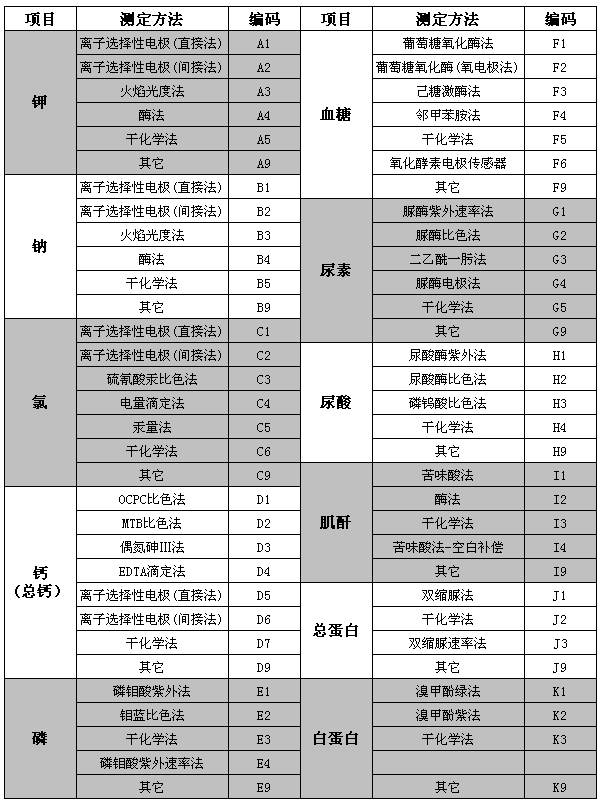 项目 测定方法 编码 项目 测定方法 编码
钾 离子选择性电极(直接法) A1 血糖 葡萄糖氧化酶法 F1
离子选择性电极(间接法) A2 葡萄糖氧化酶(氧电极法) F2
火焰光度法 A3 己糖激酶法 F3
酶法 A4 邻甲苯胺法 F4
干化学法 A5 干化学法 F5
其它 A9 氧化酵素电极传感器 F6
钠 离子选择性电极(直接法) B1 其它 F9
离子选择性电极(间接法) B2 尿素 脲酶紫外速率法 G1
火焰光度法 B3 脲酶比色法 G2
酶法 B4 二乙酰一肟法 G3
干化学法 B5 脲酶电极法 G4
其它 B9 干化学法 G5
氯 离子选择性电极(直接法) C1 其它 G9
离子选择性电极(间接法) C2 尿酸 尿酸酶紫外法 H1
硫氰酸汞比色法 C3 尿酸酶比色法 H2
电量滴定法 C4 磷钨酸比色法 H3
汞量法 C5 干化学法 H4
干化学法 C6 其它 H9
其它 C9 肌酐 苦味酸法 I1
钙(总钙) OCPC比色法 D1 酶法 I2
MTB比色法 D2 干化学法 I3
偶氮砷III法 D3 苦味酸法-空白补偿 I4
EDTA滴定法 D4 其它 I9
离子选择性电极(直接法) D5 总蛋白 双缩脲法 J1
离子选择性电极(间接法) D6 干化学法 J2
干化学法 D7 双缩脲速率法 J3
其它 D9 其它 J9
磷 磷钼酸紫外法 E1 白蛋白 溴甲酚绿法 K1
钼蓝比色法 E2 溴甲酚紫法 K2
干化学法 E3 干化学法 K3
磷钼酸紫外速率法 E4
其它 E9 其它 K9